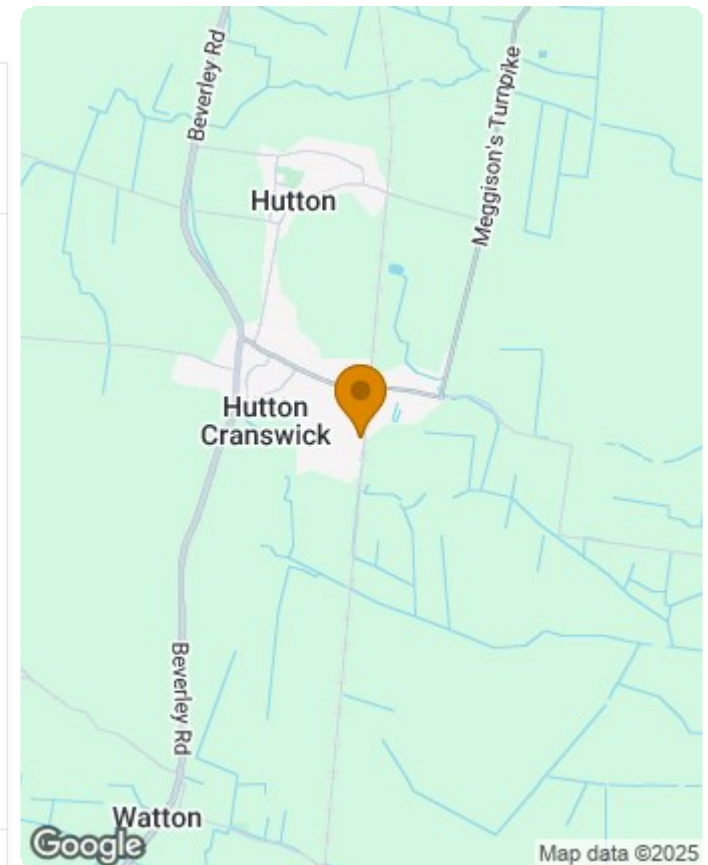 Beverley Rd
Meggison's Turnpike
Hutton
Hutton
Cranswick
Beverley Rd
Watton
Google
Map data ©2025